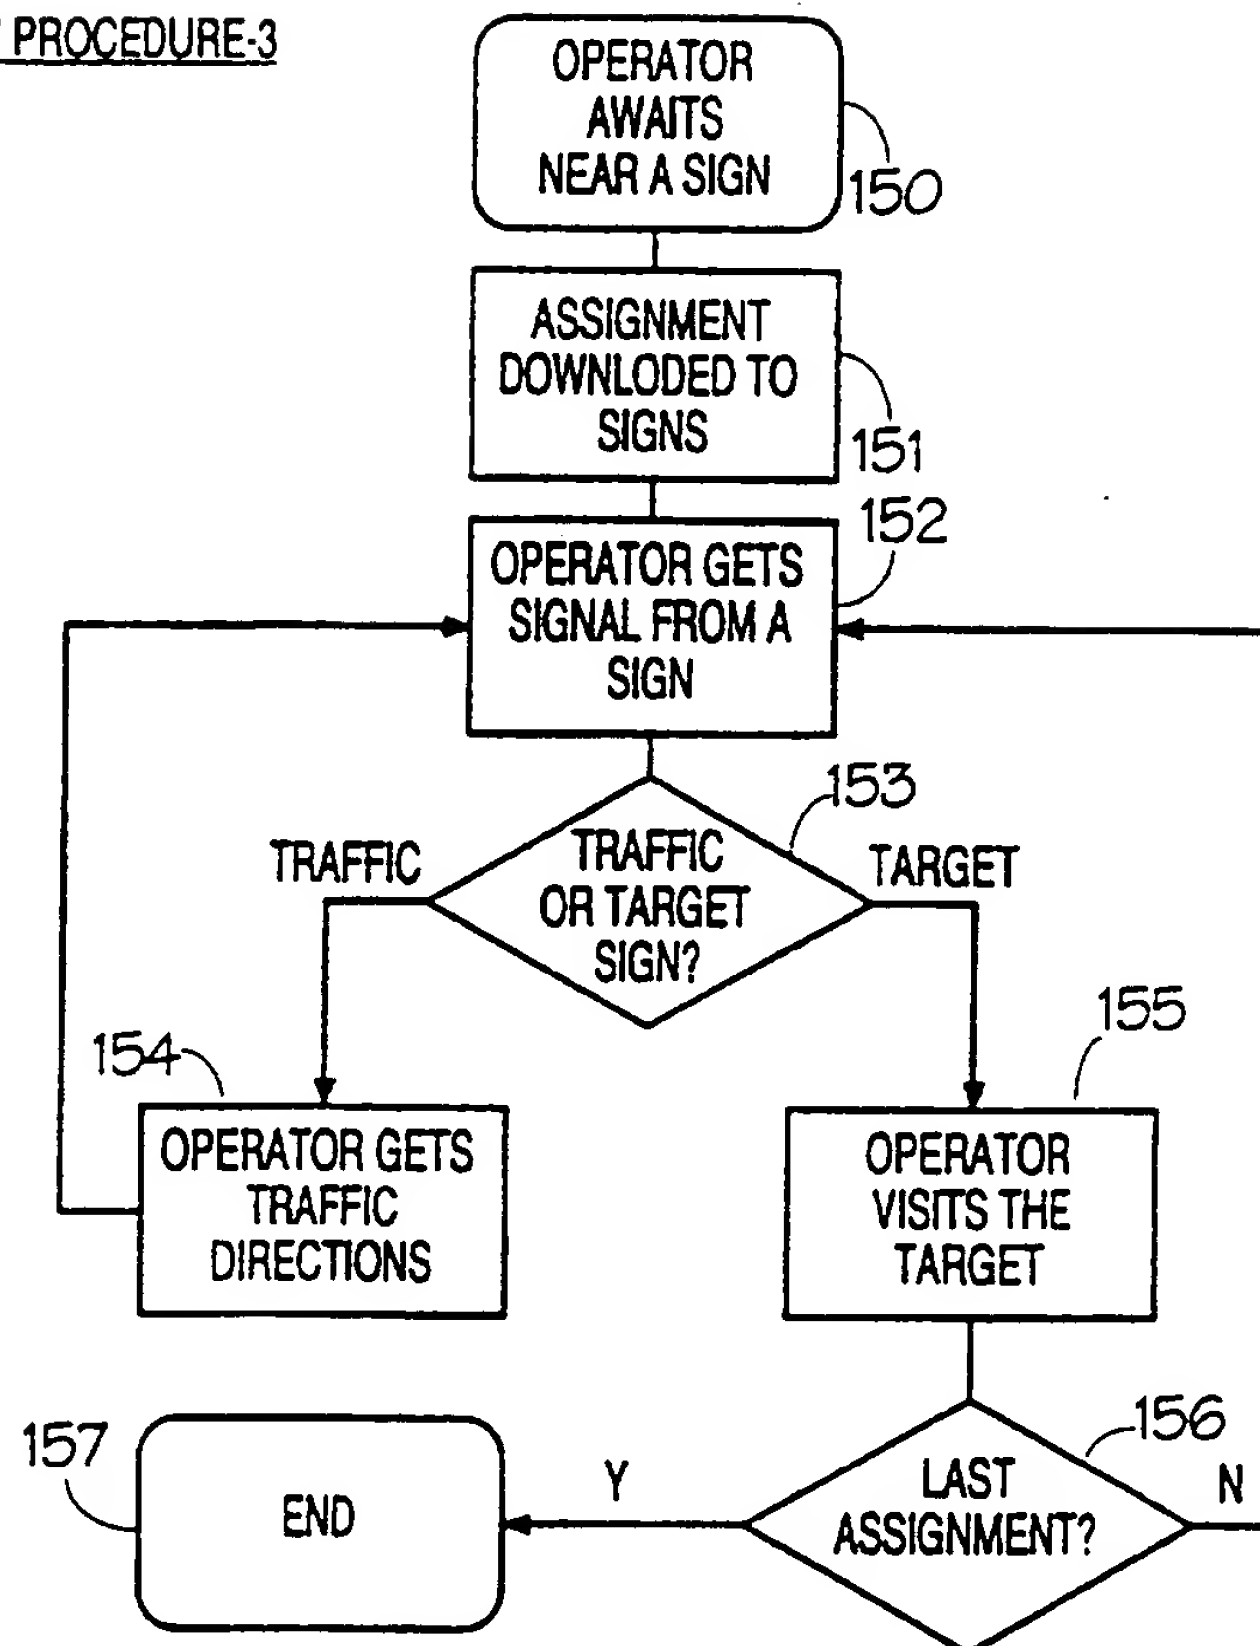 PROCEDURE-3
OPERATOR
AWAITS
NEAR A SIGN
150
ASSIGNMENT
DOWNLODED TO
SIGNS
151
152
OPERATOR GETS
SIGNAL FROM A
SIGN
153
TRAFFIC
TRAFFIC
OR TARGET
SIGN?
TARGET
154
155
OPERATOR GETS
TRAFFIC
DIRECTIONS
OPERATOR
VISITS THE
TARGET
157
156
END
Y
LAST
ASSIGNMENT?
N